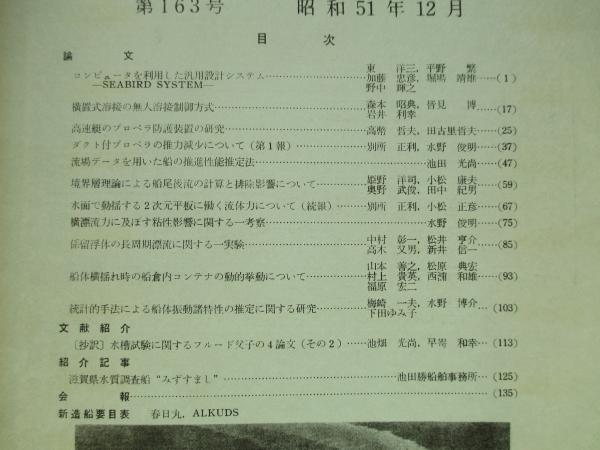 第163号 昭和51年12月
目次
論文
東 洋三，平野 繁
コンピュータを利用した汎用設計システム 加藤 忠彦，堀場 靖雄 (1)
—SEABIRD SYSTEM— 野中 輝之
横置式溶接の無人溶接制御方式 森本 昭典，皆見 博 (17)
岩井 利幸
高速艇のプロペラ防護装置の研究 高幣 哲夫，田古里哲夫 (25)
ダクト付プロペラの推力減少について（第1報） 別所 正利，水野 俊明 (37)
流場データを用いた船の推進性能推定法 池田 光尚 (47)
境界層理論による船尾後流の計算と排除影響について 姫野 洋司，小松 康夫 (59)
奥野 武俊，田中 紀男
水面で動揺する2次元平板に働く流体力について（続報） 別所 正利，小松 正彦 (67)
横漂流力に及ぼす粘性影響に関する一考察 水野 俊明 (75)
係留浮体の長周期漂流に関する一実験 中村 彰一，松井 亨介 (85)
高木 又男，新井 信一
山本 善之，松原 典宏
船体横揺れ時の船倉内コンテナの動的挙動について 村上 貴英，西浦 和雄 (93)
福原 宏二
統計的手法による船体振動諸特性の推定に関する研究 梅崎 一夫，水野 博介 (103)
下田ゆみ子
文献紹介
〔抄訳〕水槽試験に関するフルード父子の4論文（その2） 池畑 光尚，早嵜 和幸 (113)
紹介記事
滋賀県水質調査船“みずすまし” 池田勝船舶事務所 (125)
会報 (135)
新造船要目表 春日丸，ALKUDS